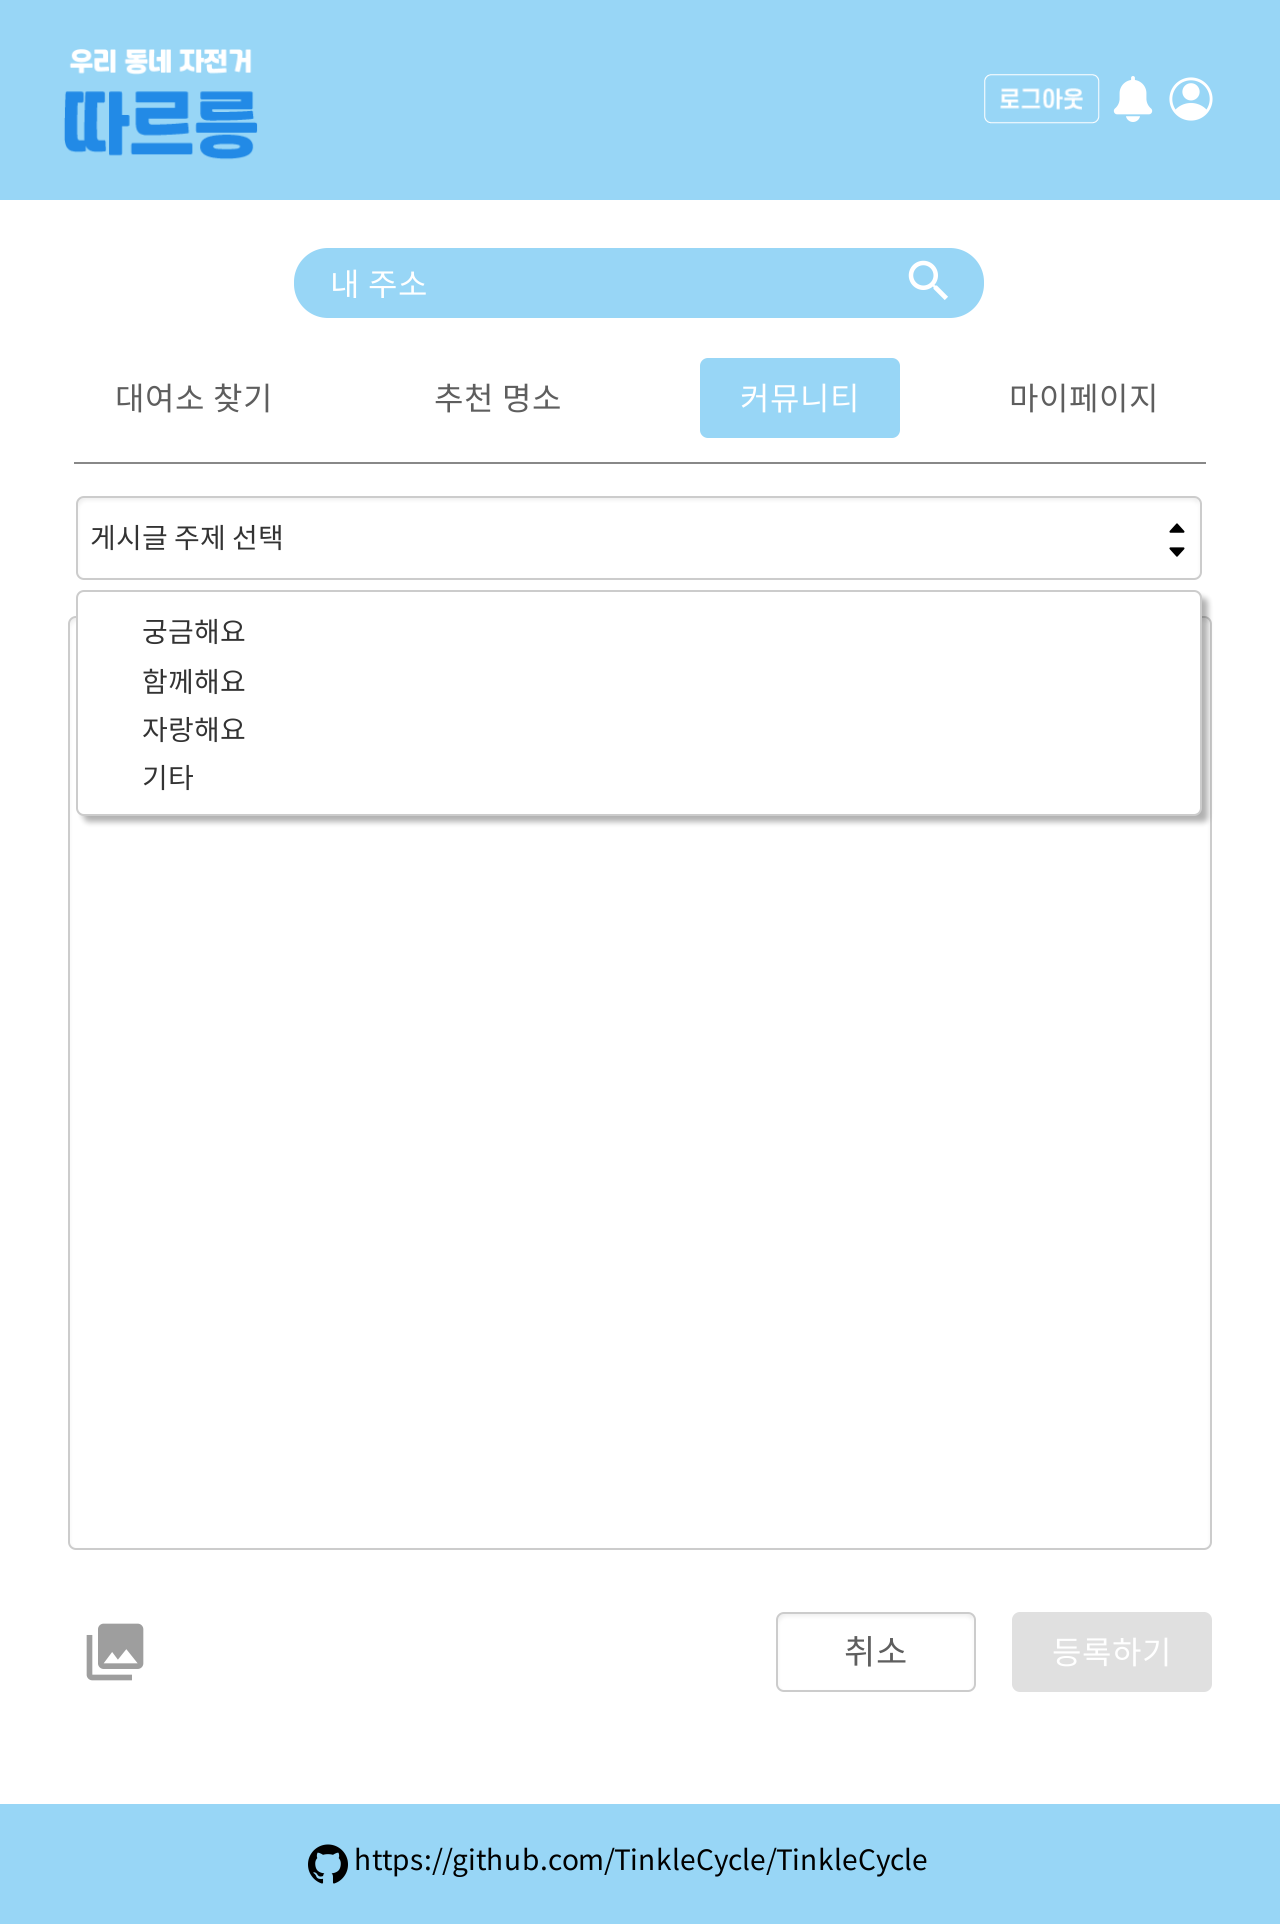 우리 동네 자전거
따르릉
로그아웃
내 주소
대여소 찾기
추천 명소
커뮤니티
마이페이지
게시글 주제 선택
궁금해요
함께해요
자랑해요
기타
취소
등록하기
https://github.com/TinkleCycle/TinkleCycle